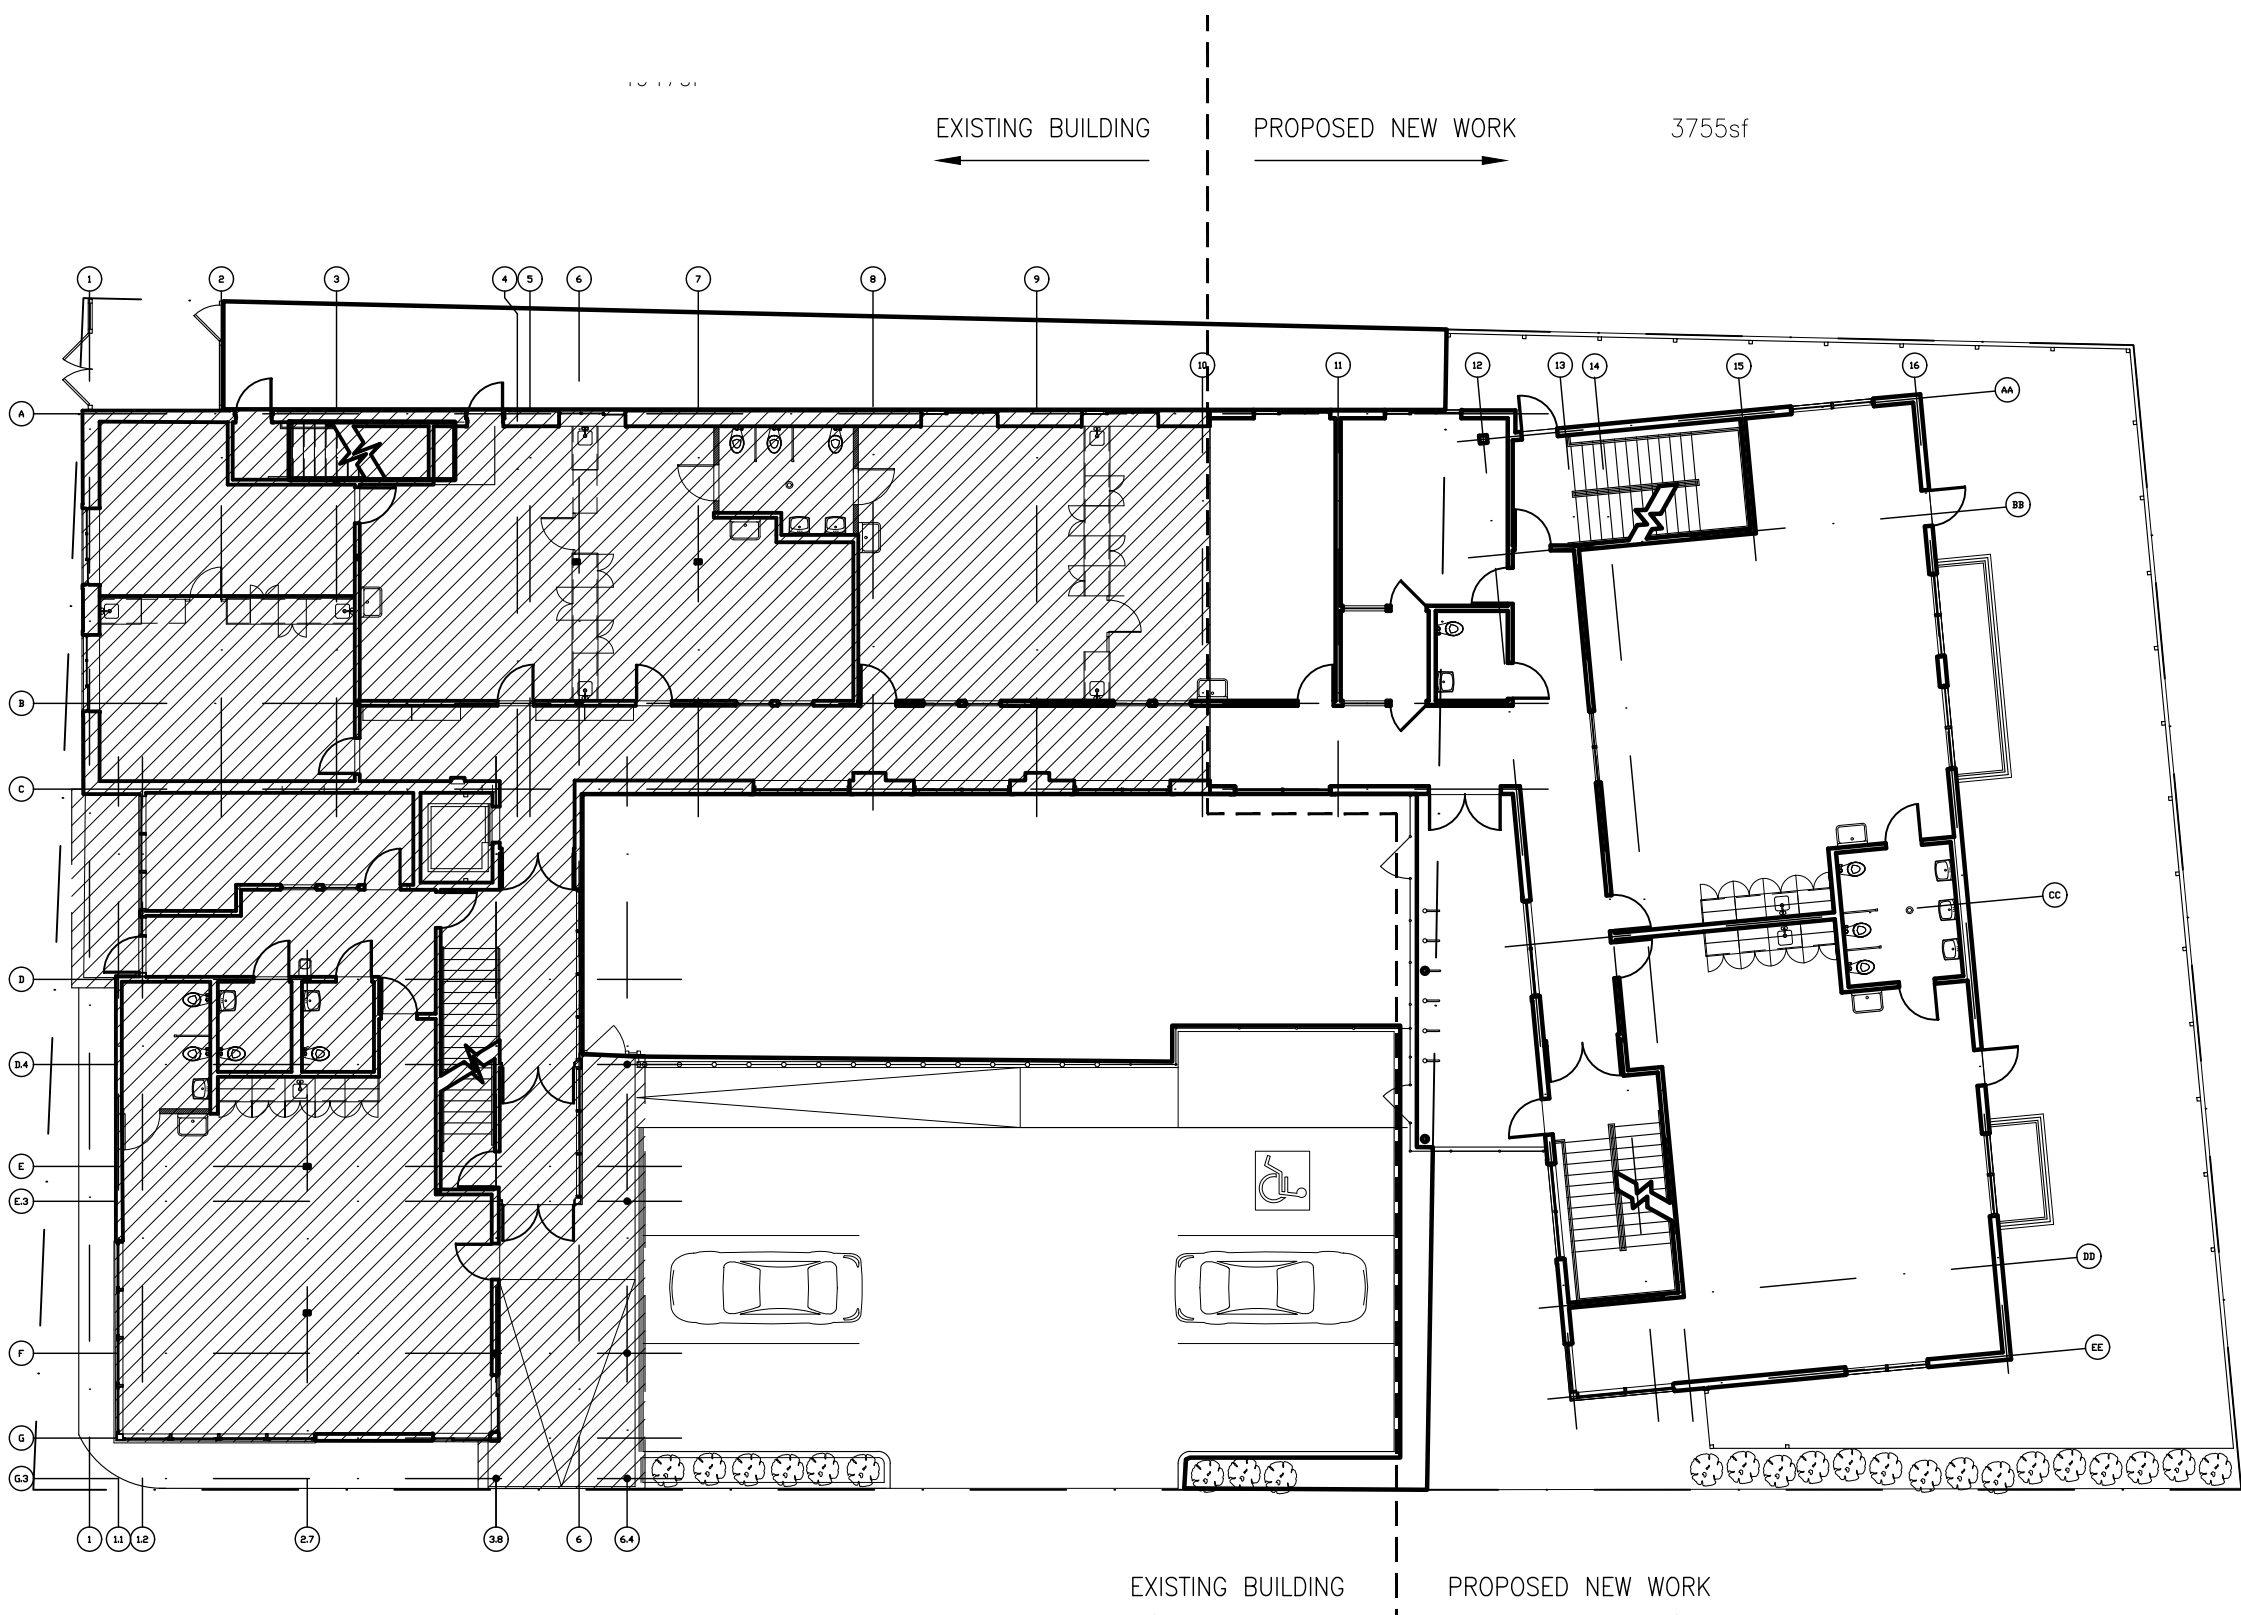 EXISTING BUILDING PROPOSED NEW WORK 3755sf
1 2 3 4 5 6 7 8 9
10 11 12 13 14 15 16
AA
A
BB
B
C
CC
D
D.4
E
E.3
DD
F
EE
G
G.3
1 1.1 1.2 2.7 3.8 6 6.4
EXISTING BUILDING PROPOSED NEW WORK